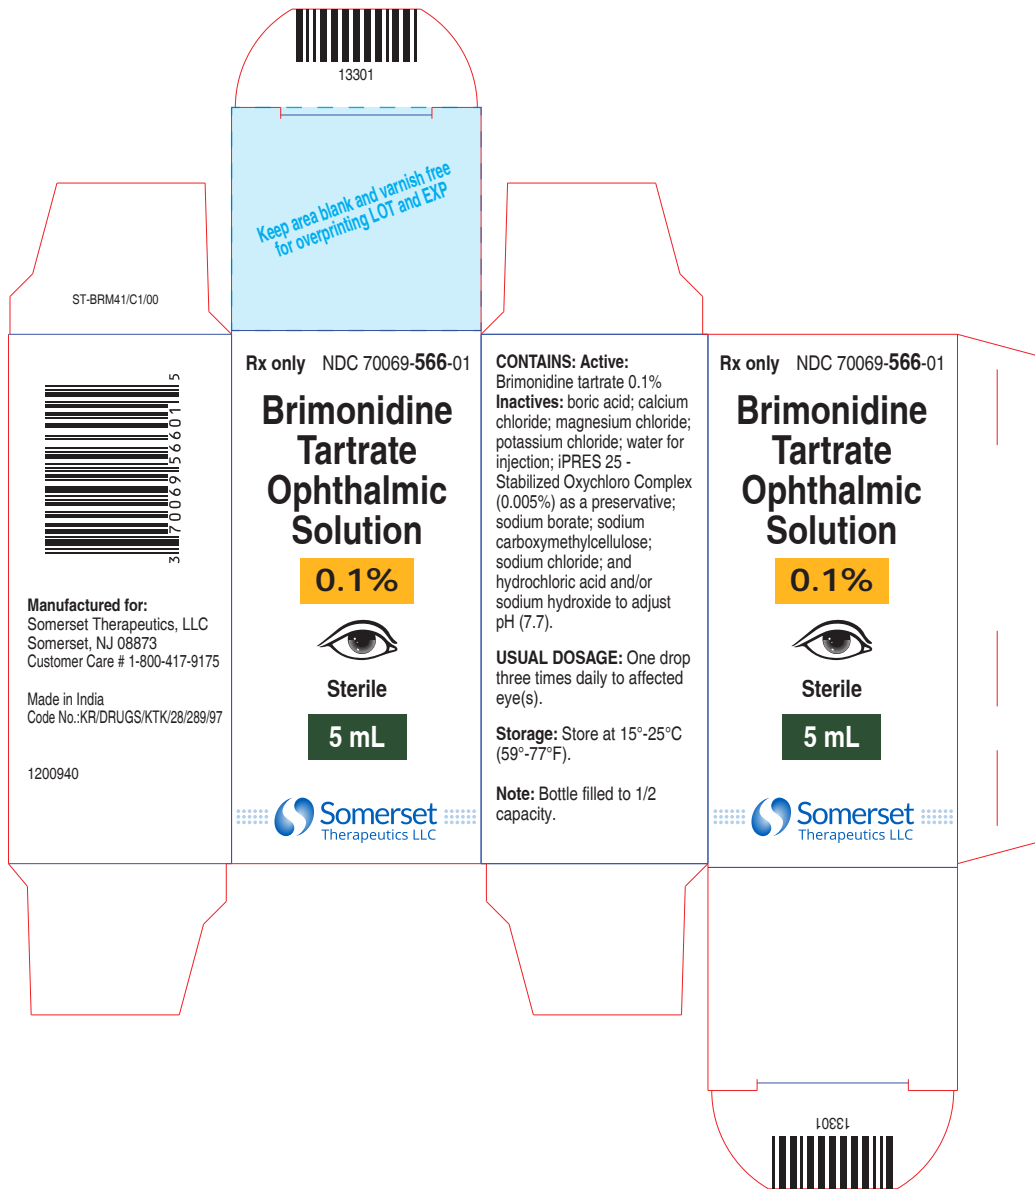 13301
Keep area blank and varnish free
for overprinting LOT and EXP
ST-BRM41/C1/00
3 70069 56601 5
Manufactured for:
Somerset Therapeutics, LLC
Somerset, NJ 08873
Customer Care # 1-800-417-9175
Made in India
Code No.:KR/DRUGS/KTK/28/289/97
1200940
Rx only NDC 70069-566-01
Brimonidine
Tartrate
Ophthalmic
Solution
0.1%
Sterile
5 mL
Somerset
Therapeutics LLC
CONTAINS: Active:
Brimonidine tartrate 0.1%
Inactives: boric acid; calcium
chloride; magnesium chloride;
potassium chloride; water for
injection; iPRES 25 -
Stabilized Oxychloro Complex
(0.005%) as a preservative;
sodium borate; sodium
carboxymethylcellulose;
sodium chloride; and
hydrochloric acid and/or
sodium hydroxide to adjust
pH (7.7).
USUAL DOSAGE: One drop
three times daily to affected
eye(s).
Storage: Store at 15°-25°C
(59°-77°F).
Note: Bottle filled to 1/2
capacity.
Rx only NDC 70069-566-01
Brimonidine
Tartrate
Ophthalmic
Solution
0.1%
Sterile
5 mL
Somerset
Therapeutics LLC
13301